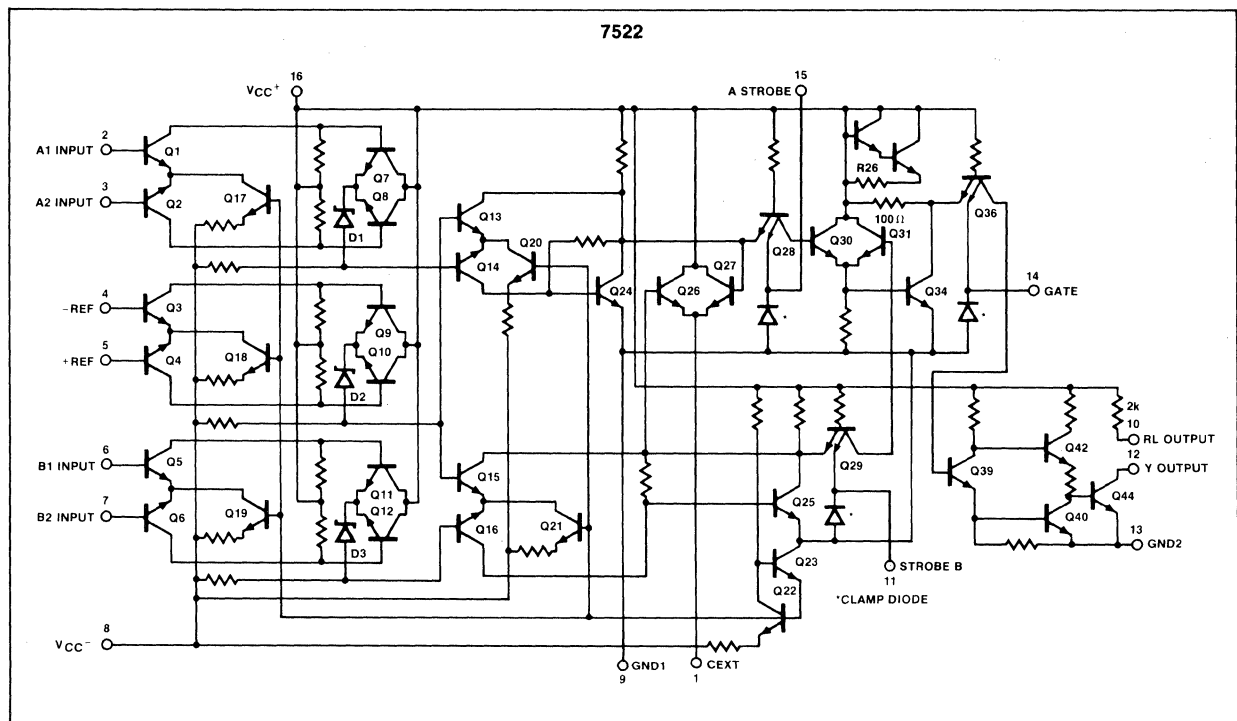 7522
16
VCC+
15
A STROBE
2
A1 INPUT
Q1
3
A2 INPUT
Q2
Q17
Q7
Q8
D1
Q13
Q20
Q14
Q24
Q26
Q27
Q28
R26
100Ω
Q30
Q31
Q34
Q36
14
GATE
4
−REF
Q3
5
+REF
Q4
Q18
Q9
Q10
D2
6
B1 INPUT
Q5
7
B2 INPUT
Q6
Q19
Q11
Q12
D3
Q15
Q16
Q21
Q25
Q29
Q23
Q22
11
STROBE B
*CLAMP DIODE
2k
10
RL OUTPUT
12
Y OUTPUT
Q42
Q39
Q44
Q40
13
GND2
8
VCC−
GND1
9
CEXT
1